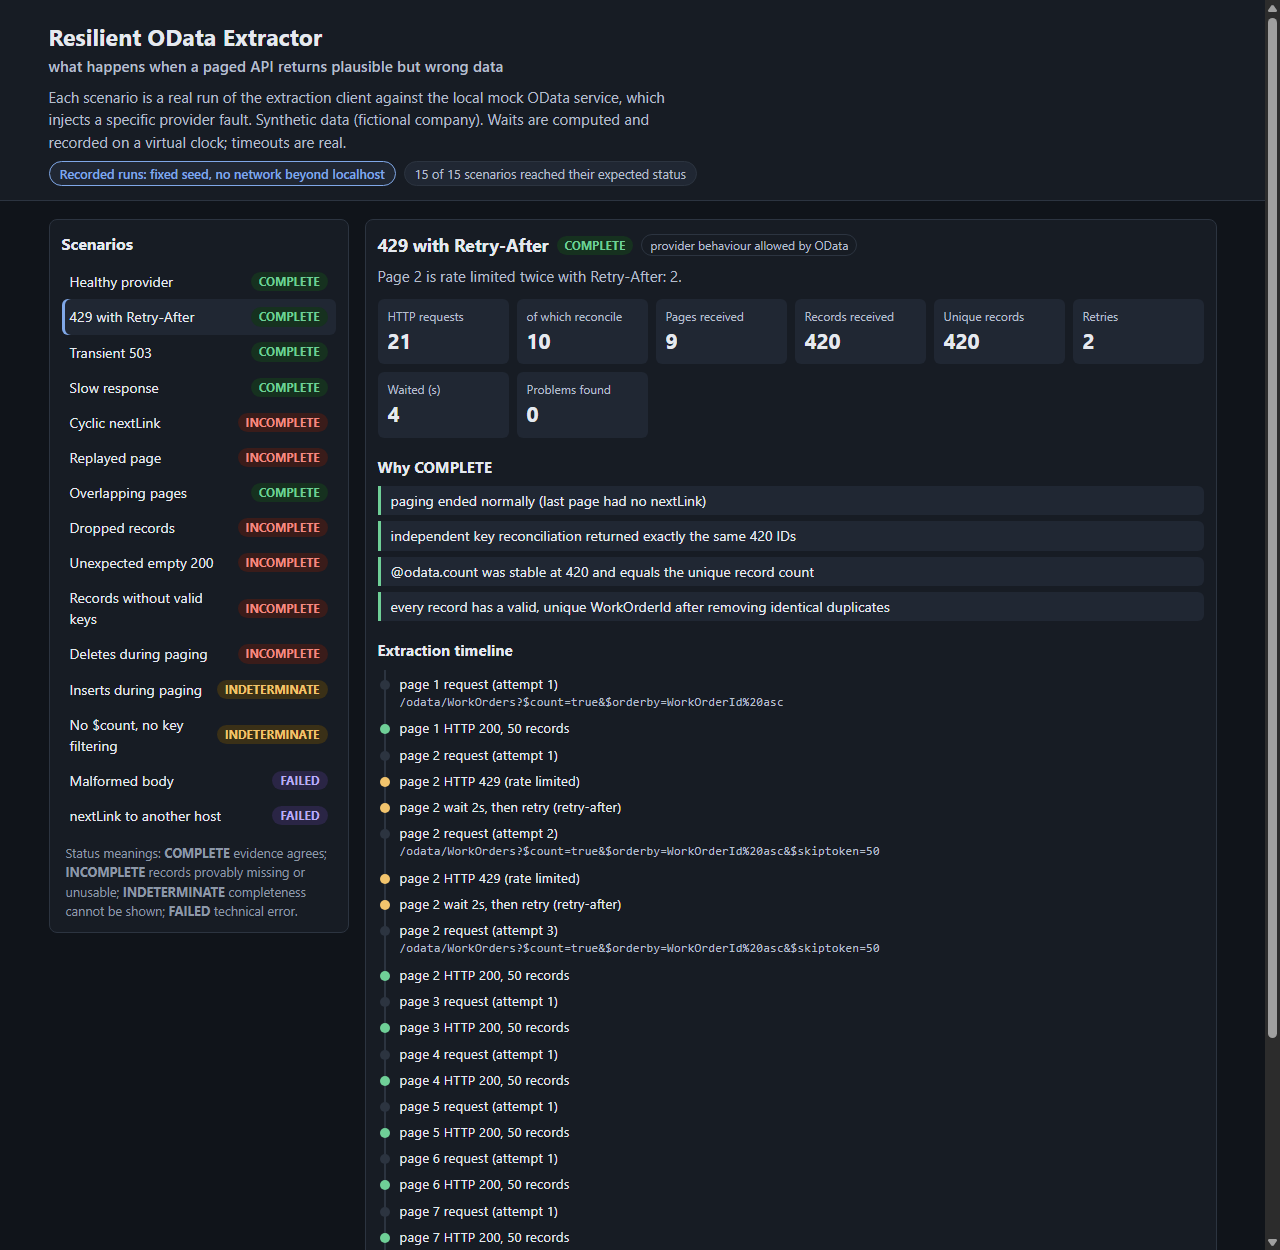 Resilient OData Extractor
what happens when a paged API returns plausible but wrong data
Each scenario is a real run of the extraction client against the local mock OData service, which
injects a specific provider fault. Synthetic data (fictional company). Waits are computed and
recorded on a virtual clock; timeouts are real.
Recorded runs: fixed seed, no network beyond localhost
15 of 15 scenarios reached their expected status
Scenarios
Healthy provider COMPLETE
429 with Retry-After COMPLETE
Transient 503 COMPLETE
Slow response COMPLETE
Cyclic nextLink INCOMPLETE
Replayed page INCOMPLETE
Overlapping pages COMPLETE
Dropped records INCOMPLETE
Unexpected empty 200 INCOMPLETE
Records without valid
keys INCOMPLETE
Deletes during paging INCOMPLETE
Inserts during paging INDETERMINATE
No $count, no key
filtering INDETERMINATE
Malformed body FAILED
nextLink to another host FAILED
Status meanings: COMPLETE evidence agrees;
INCOMPLETE records provably missing or
unusable; INDETERMINATE completeness
cannot be shown; FAILED technical error.
429 with Retry-After COMPLETE provider behaviour allowed by OData
Page 2 is rate limited twice with Retry-After: 2.
HTTP requests
21
of which reconcile
10
Pages received
9
Records received
420
Unique records
420
Retries
2
Waited (s)
4
Problems found
0
Why COMPLETE
paging ended normally (last page had no nextLink)
independent key reconciliation returned exactly the same 420 IDs
@odata.count was stable at 420 and equals the unique record count
every record has a valid, unique WorkOrderId after removing identical duplicates
Extraction timeline
page 1 request (attempt 1)
/odata/WorkOrders?$count=true&$orderby=WorkOrderId%20asc
page 1 HTTP 200, 50 records
page 2 request (attempt 1)
page 2 HTTP 429 (rate limited)
page 2 wait 2s, then retry (retry-after)
page 2 request (attempt 2)
/odata/WorkOrders?$count=true&$orderby=WorkOrderId%20asc&$skiptoken=50
page 2 HTTP 429 (rate limited)
page 2 wait 2s, then retry (retry-after)
page 2 request (attempt 3)
/odata/WorkOrders?$count=true&$orderby=WorkOrderId%20asc&$skiptoken=50
page 2 HTTP 200, 50 records
page 3 request (attempt 1)
page 3 HTTP 200, 50 records
page 4 request (attempt 1)
page 4 HTTP 200, 50 records
page 5 request (attempt 1)
page 5 HTTP 200, 50 records
page 6 request (attempt 1)
page 6 HTTP 200, 50 records
page 7 request (attempt 1)
page 7 HTTP 200, 50 records